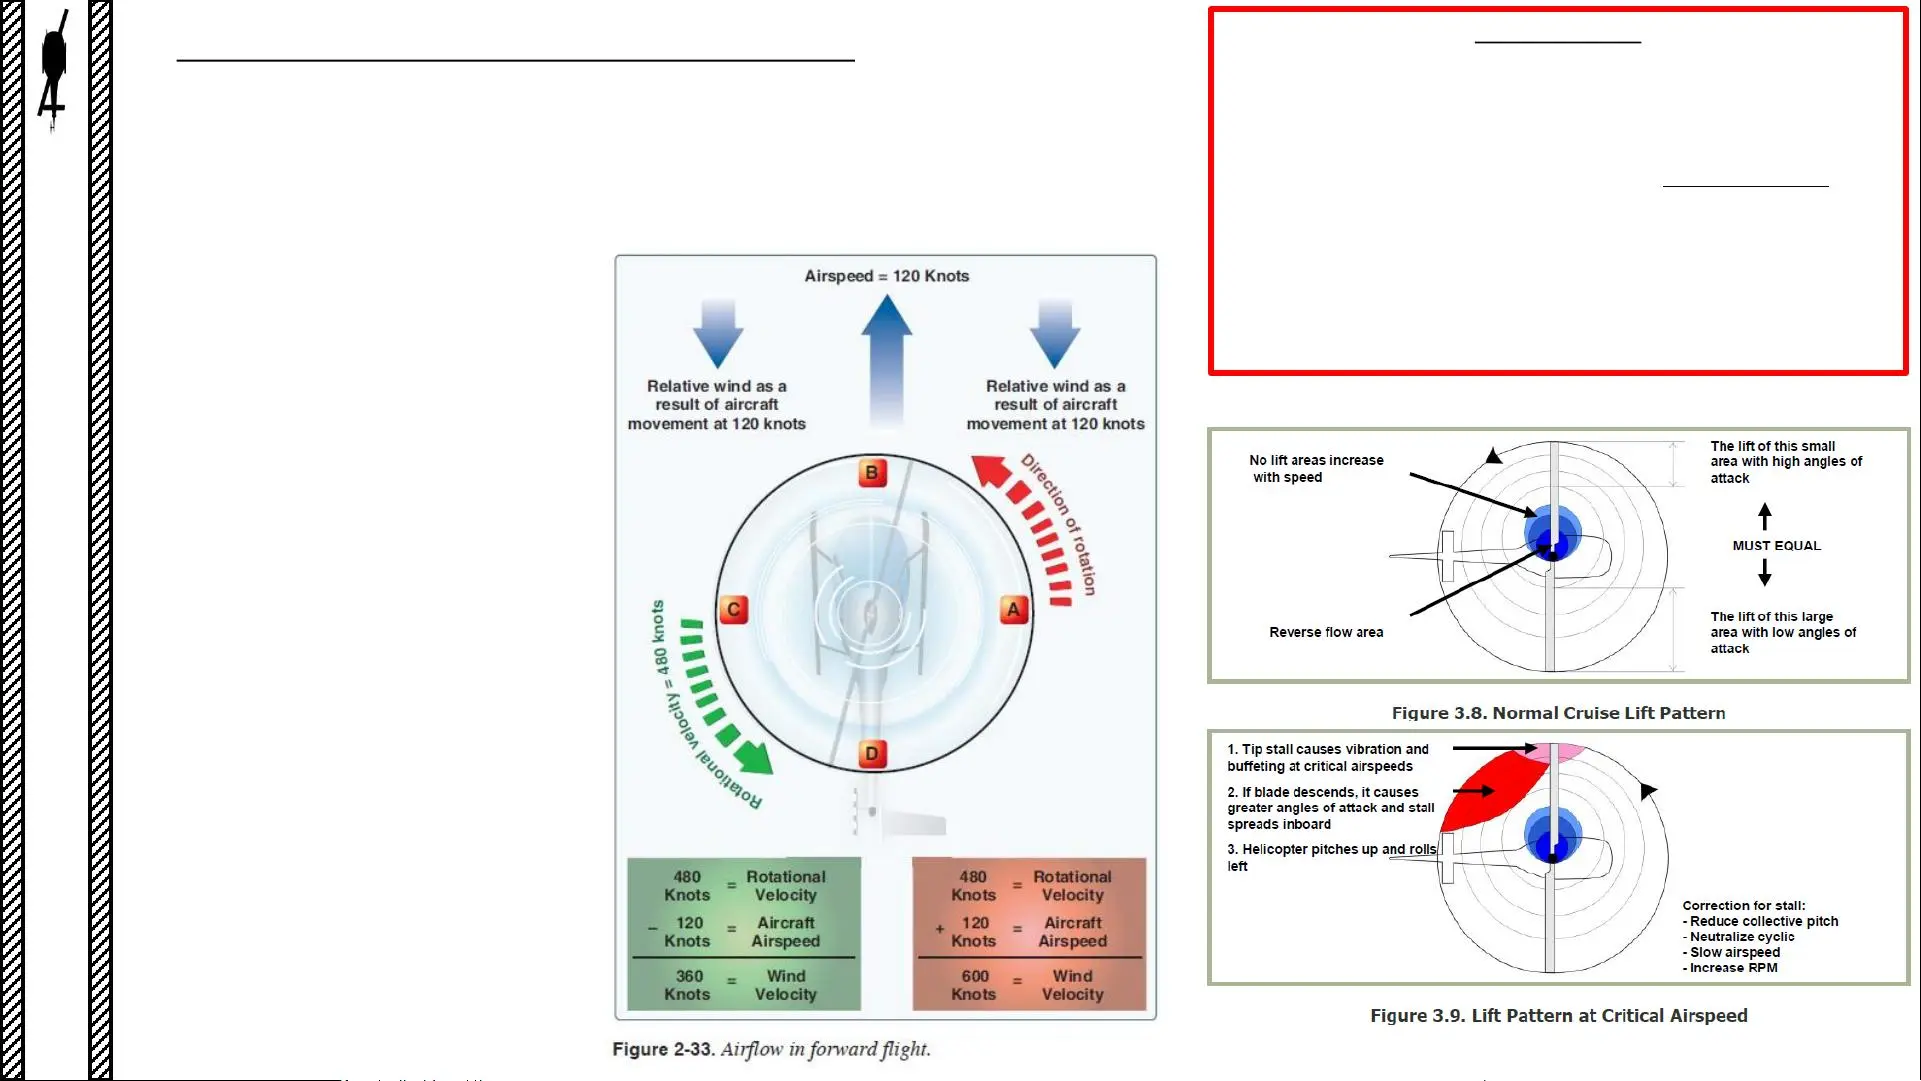 Airspeed = 120 Knots
Relative wind as a
result of aircraft
movement at 120 knots
Relative wind as a
result of aircraft
movement at 120 knots
B
Direction of rotation
C
A
Rotational velocity = 480 knots
D
480 Knots = Rotational Velocity
– 120 Knots = Aircraft Airspeed
360 Knots = Wind Velocity
480 Knots = Rotational Velocity
+ 120 Knots = Aircraft Airspeed
600 Knots = Wind Velocity
Figure 2-33. Airflow in forward flight.
No lift areas increase
with speed
Reverse flow area
The lift of this small
area with high angles of
attack
MUST EQUAL
The lift of this large
area with low angles of
attack
Figure 3.8. Normal Cruise Lift Pattern
1. Tip stall causes vibration and
buffeting at critical airspeeds
2. If blade descends, it causes
greater angles of attack and stall
spreads inboard
3. Helicopter pitches up and rolls
left
Correction for stall:
- Reduce collective pitch
- Neutralize cyclic
- Slow airspeed
- Increase RPM
Figure 3.9. Lift Pattern at Critical Airspeed